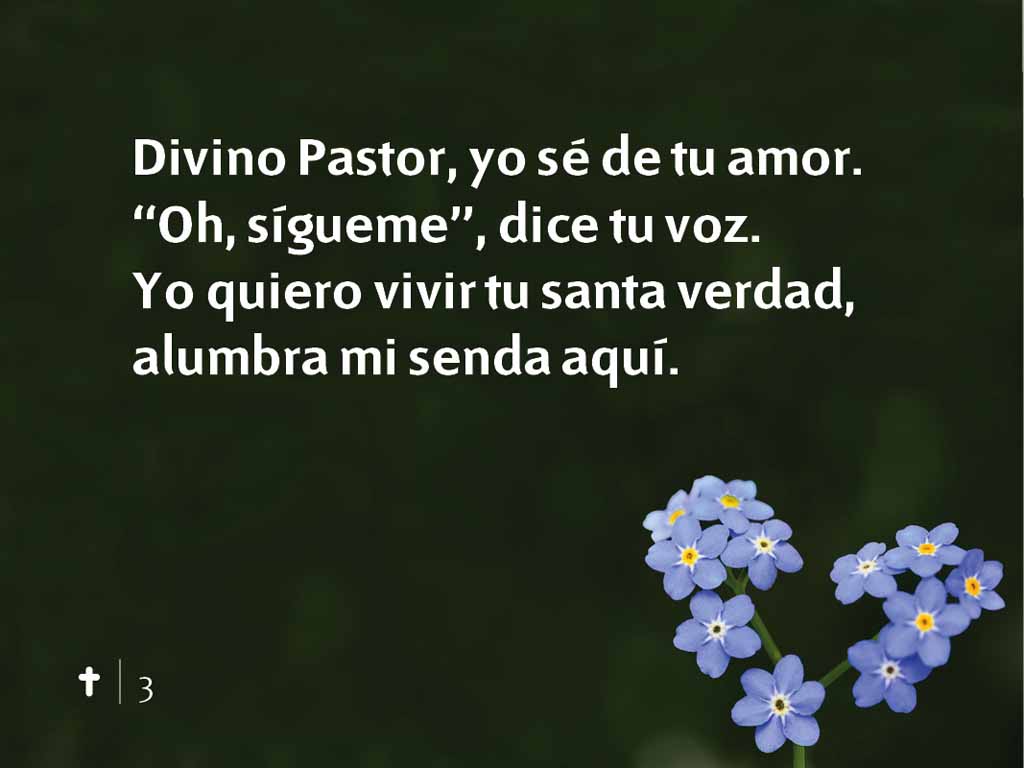 Divino Pastor, yo sé de tu amor.
“Oh, sígueme”, dice tu voz.
Yo quiero vivir tu santa verdad,
alumbra mi senda aquí.
3